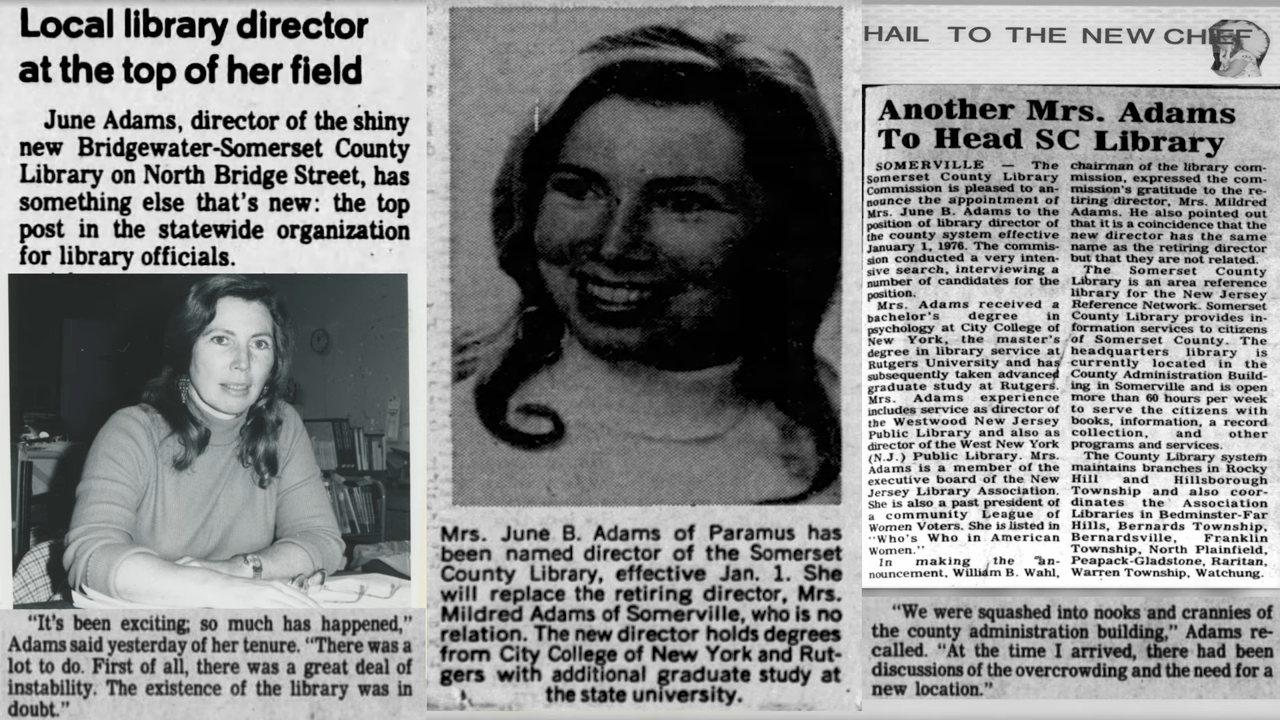 Local library director
at the top of her field
June Adams, director of the shiny
new Bridgewater-Somerset County
Library on North Bridge Street, has
something else that's new: the top
post in the statewide organization
for library officials.
"It's been exciting; so much has happened,"
Adams said yesterday of her tenure. "There was a
lot to do. First of all, there was a great deal of
instability. The existence of the library was in
doubt."
Mrs. June B. Adams of Paramus has
been named director of the Somerset
County Library, effective Jan. 1. She
will replace the retiring director, Mrs.
Mildred Adams of Somerville, who is no
relation. The new director holds degrees
from City College of New York and Rut-
gers with additional graduate study at
the state university.
HAIL TO THE NEW CHIEF
Another Mrs. Adams
To Head SC Library
SOMERVILLE — The
Somerset County Library
Commission is pleased to an-
nounce the appointment of
Mrs. June B. Adams to the
position of library director of
the county system effective
January 1, 1976. The commis-
sion conducted a very inten-
sive search, interviewing a
number of candidates for the
position.
Mrs. Adams received a
bachelor's degree in
psychology at City College of
New York, the master's
degree in library service at
Rutgers University and has
subsequently taken advanced
graduate study at Rutgers.
Mrs. Adams experience
includes service as director of
the Westwood New Jersey
Public Library and also as
director of the West New York
(N.J.) Public Library. Mrs.
Adams is a member of the
executive board of the New
Jersey Library Association.
She is also a past president of
a community League of
Women Voters. She is listed in
"Who's Who in American
Women."
In making the an-
nouncement, William B. Wahl,
chairman of the library com-
mission, expressed the com-
mission's gratitude to the re-
tiring director, Mrs. Mildred
Adams. He also pointed out
that it is a coincidence that the
new director has the same
name as the retiring director
but that they are not related.
The Somerset County
Library is an area reference
library for the New Jersey
Reference Network. Somerset
County Library provides in-
formation services to citizens
of Somerset County. The
headquarters library is
currently located in the
County Administration Build-
ing in Somerville and is open
more than 60 hours per week
to serve the citizens with
books, information, a record
collection, and other
programs and services.
The County Library system
maintains branches in Rocky
Hill and Hillsborough
Township and also coor-
dinates the Association
Libraries in Bedminster-Far
Hills, Bernards Township,
Bernardsville, Franklin
Township, North Plainfield,
Peapack-Gladstone, Raritan,
Warren Township, Watchung.
"We were squashed into nooks and crannies of
the county administration building," Adams re-
called. "At the time I arrived, there had been
discussions of the overcrowding and the need for a
new location."